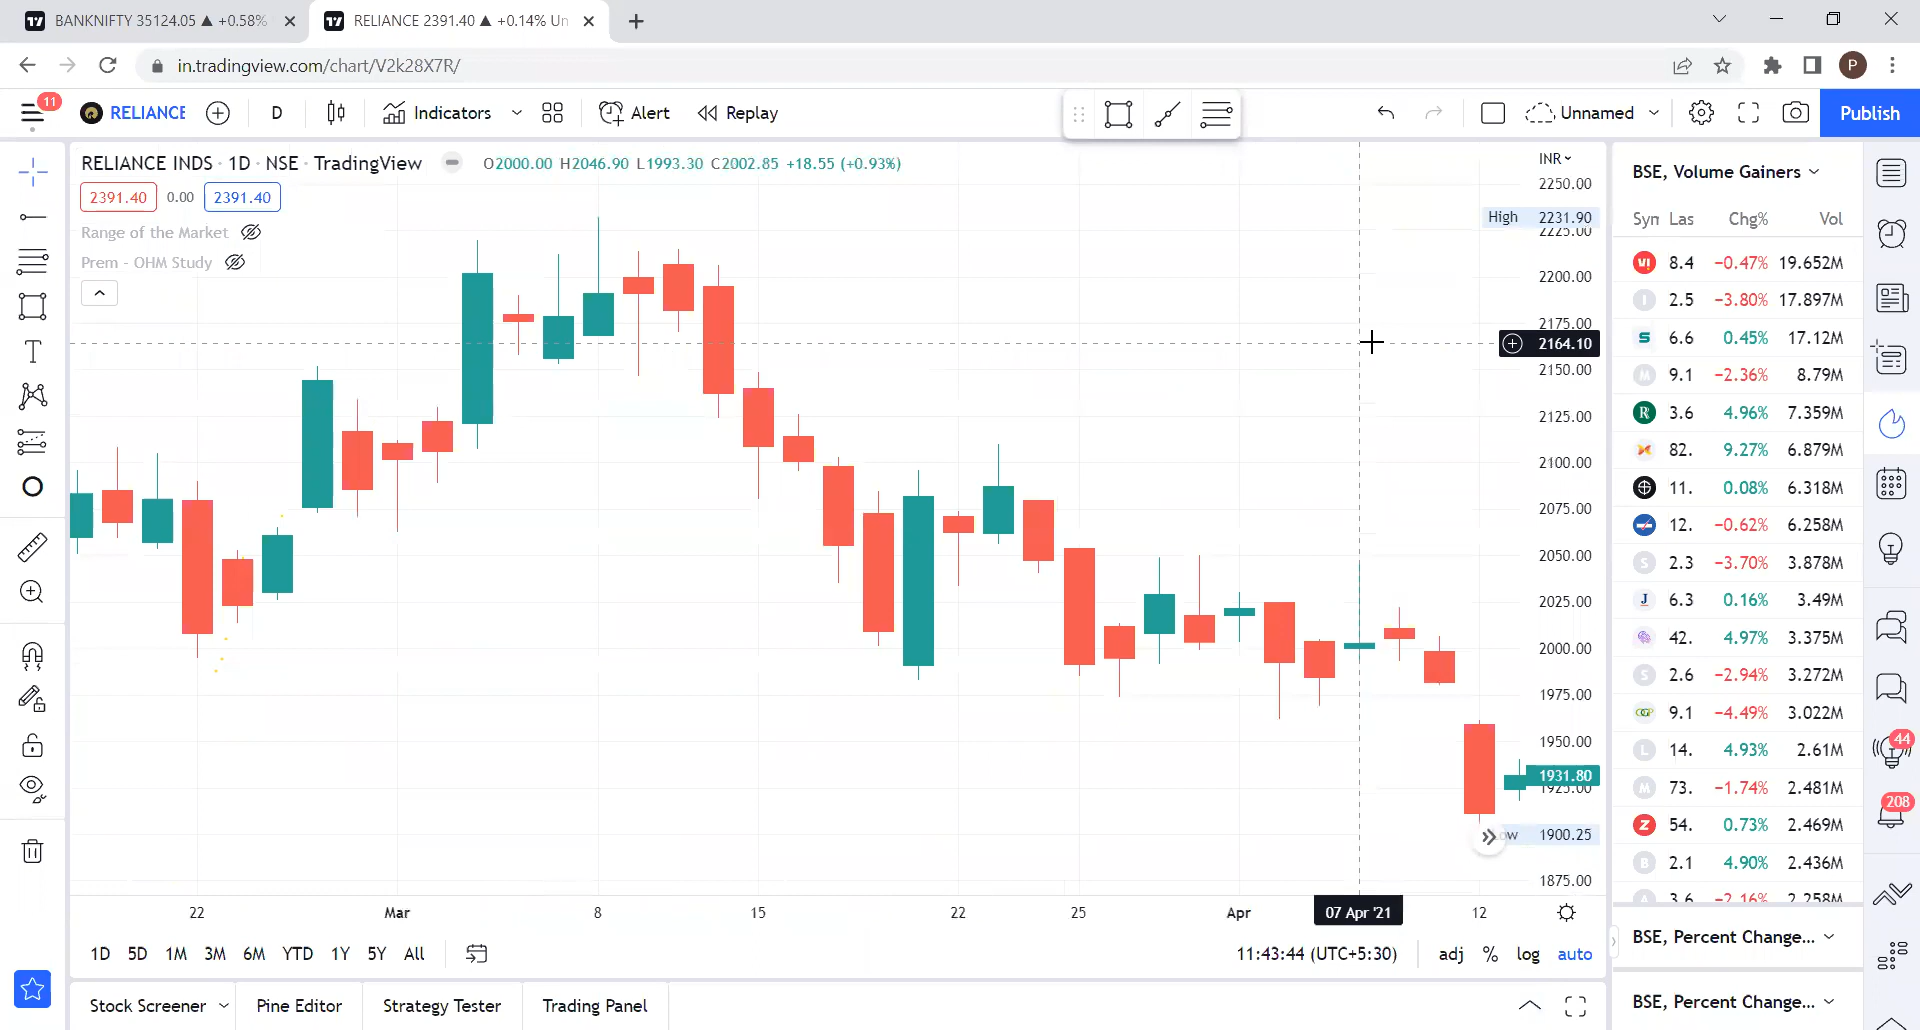 BANKNIFTY 35124.05 ▲ +0.58%
RELIANCE 2391.40 ▲ +0.14% Un
in.tradingview.com/chart/V2k28X7R/
P
11
RELIANCE
D
Indicators
Alert
Replay
Unnamed
Publish
RELIANCE INDS · 1D · NSE · TradingView
O2000.00 H2046.90 L1993.30 C2002.85 +18.55 (+0.93%)
2391.40 0.00 2391.40
Range of the Market
Prem - OHM Study
INR
2250.00
High 2231.90
2225.00
2200.00
2175.00
2164.10
2150.00
2125.00
2100.00
2075.00
2050.00
2025.00
2000.00
1975.00
1950.00
1931.80
1925.00
1900.25
1875.00
22 Mar 8 15 22 25 Apr 07 Apr '21 12
1D 5D 1M 3M 6M YTD 1Y 5Y All
11:43:44 (UTC+5:30)
adj % log auto
Stock Screener
Pine Editor
Strategy Tester
Trading Panel
BSE, Volume Gainers
Las Chg% Vol
8.4 −0.47% 19.652M
I 2.5 −3.80% 17.897M
S 6.6 0.45% 17.12M
M 9.1 −2.36% 8.79M
R 3.6 4.96% 7.359M
82. 9.27% 6.879M
11. 0.08% 6.318M
12. −0.62% 6.258M
S 2.3 −3.70% 3.878M
J 6.3 0.16% 3.49M
42. 4.97% 3.375M
S 2.6 −2.94% 3.272M
9.1 −4.49% 3.022M
L 14. 4.93% 2.61M
M 73. −1.74% 2.481M
Z 54. 0.73% 2.469M
B 2.1 4.90% 2.436M
3.6 −2.16% 2.258M
BSE, Percent Change...
BSE, Percent Change...
44
208